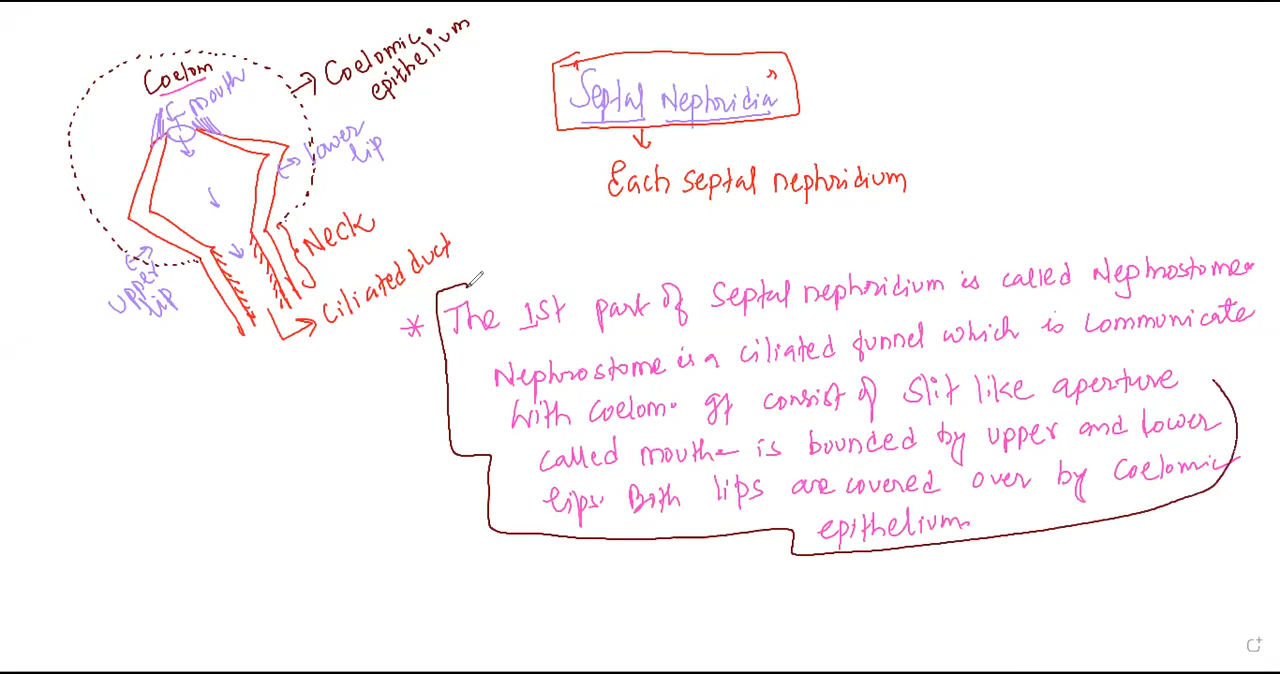 Coelom
mouth
Coelomic
epithelium
Lower
lip
upper
lip
Neck
Ciliated duct
"Septal Nephridia"
Each septal nephridium
* The 1st part of Septal nephridium is called Nephrostome
Nephrostome is a ciliated funnel which is communicate
with coelom. It consist of Slit like aperture
called mouth is bounded by upper and lower
lips. Both lips are covered over by Coelomic
epithelium.